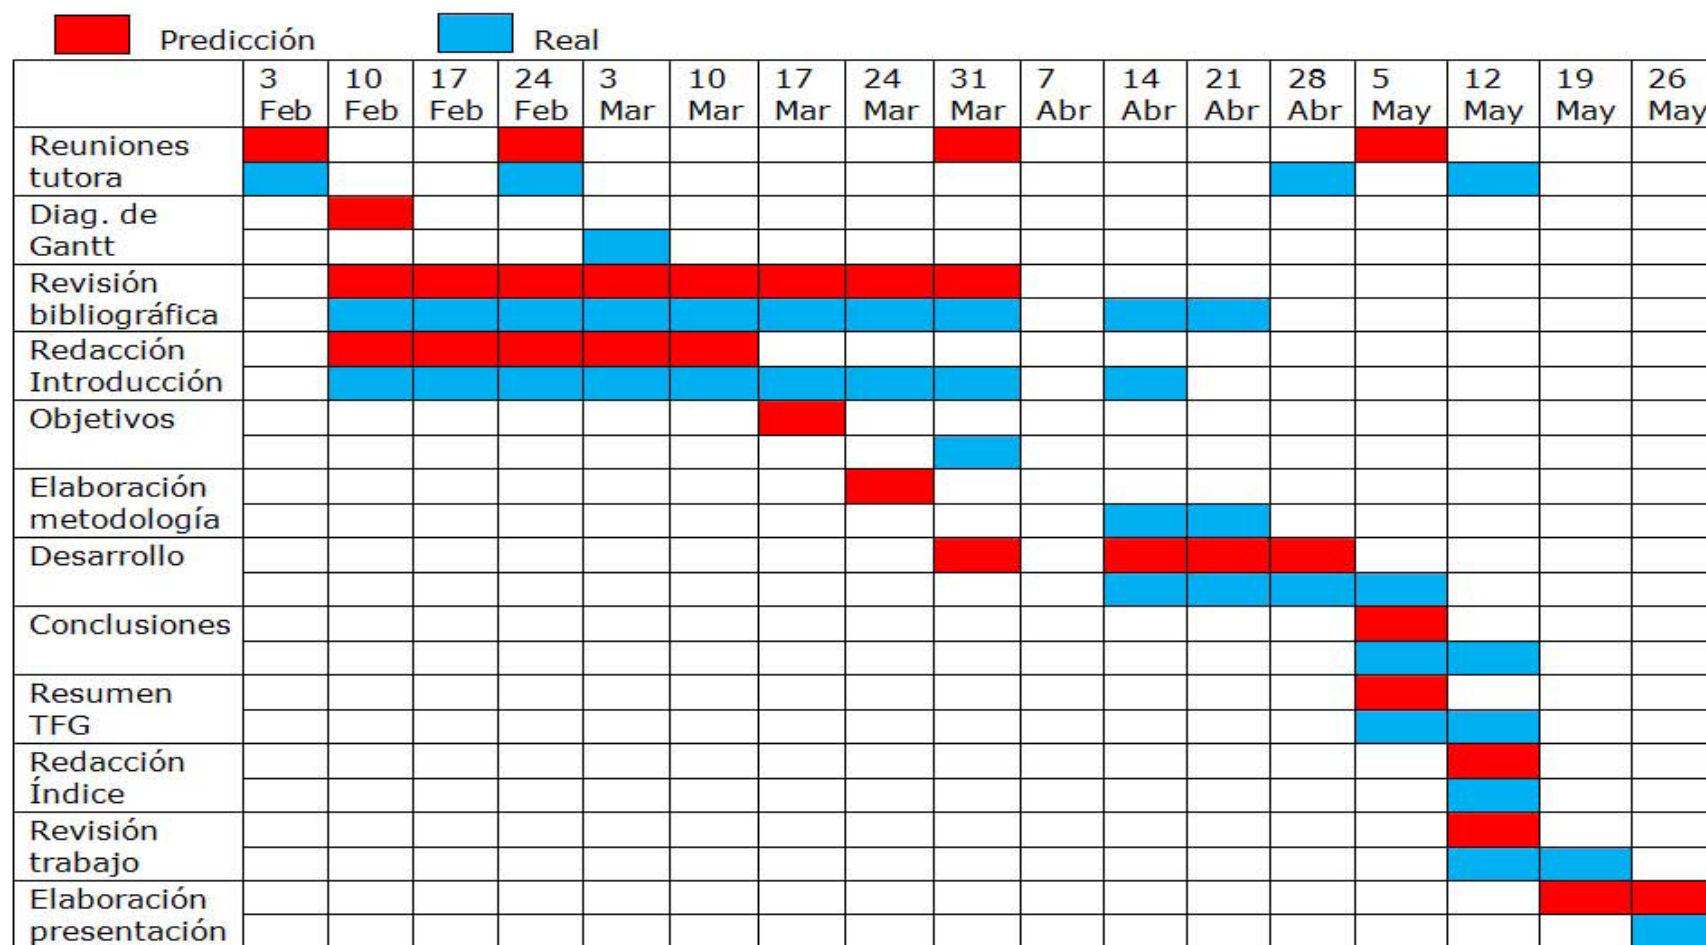 Predicción Real
3 10 17 24 3 10 17 24 31 7 14 21 28 5 12 19 26
Feb Feb Feb Feb Mar Mar Mar Mar Mar Abr Abr Abr Abr May May May May
Reuniones
tutora
Diag. de
Gantt
Revisión
bibliográfica
Redacción
Introducción
Objetivos
Elaboración
metodología
Desarrollo
Conclusiones
Resumen
TFG
Redacción
Índice
Revisión
trabajo
Elaboración
presentación